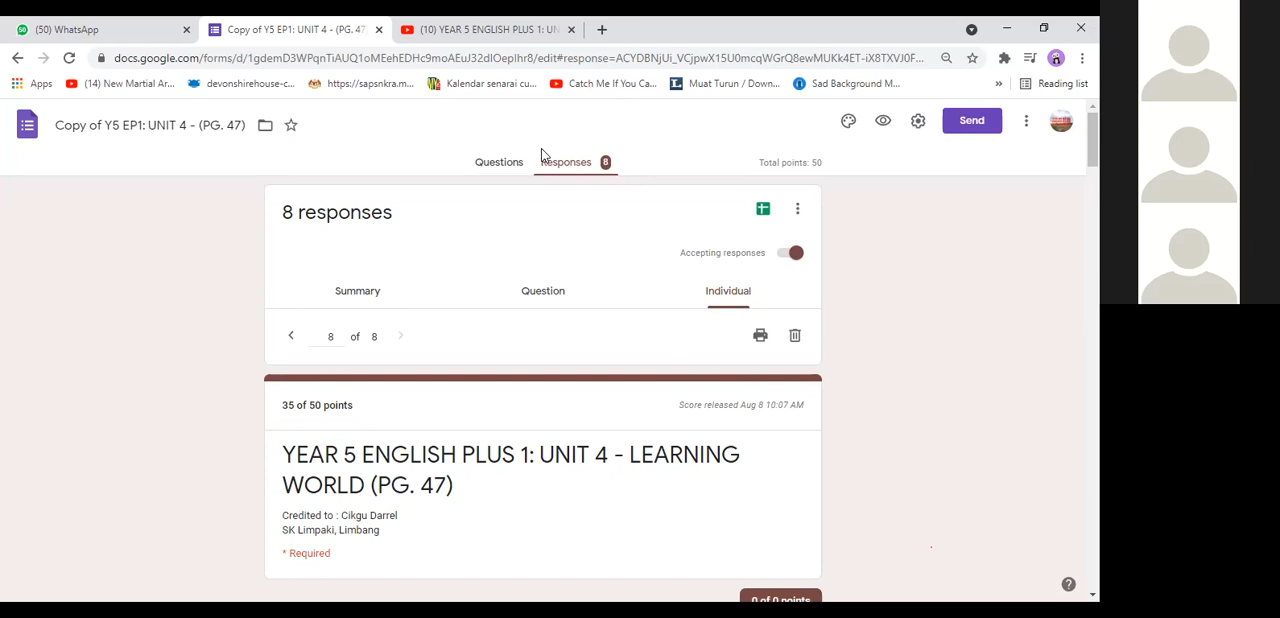 (50) WhatsApp
Copy of Y5 EP1: UNIT 4 - (PG. 47)
(10) YEAR 5 ENGLISH PLUS 1: UN
docs.google.com/forms/d/1gdemD3WPqnTiAUQ1oMEehEDHc9moAEuJ32dIOepIhr8/edit#response=ACYDBNjUi_VCjpwX15U0mcqWGrQ8ewMUKk4ET-iX8TXVJ0F...
Apps
(14) New Martial Ar...
devonshirehouse-c...
https://sapsnkra.m...
Kalendar senarai cu...
Catch Me If You Ca...
Muat Turun / Down...
Sad Background M...
»
Reading list
Copy of Y5 EP1: UNIT 4 - (PG. 47)
Send
Questions
Responses 8
Total points: 50
8 responses
Accepting responses
Summary
Question
Individual
8 of 8
35 of 50 points
Score released Aug 8 10:07 AM
YEAR 5 ENGLISH PLUS 1: UNIT 4 - LEARNING
WORLD (PG. 47)
Credited to : Cikgu Darrel
SK Limpaki, Limbang
* Required
0 of 0 points